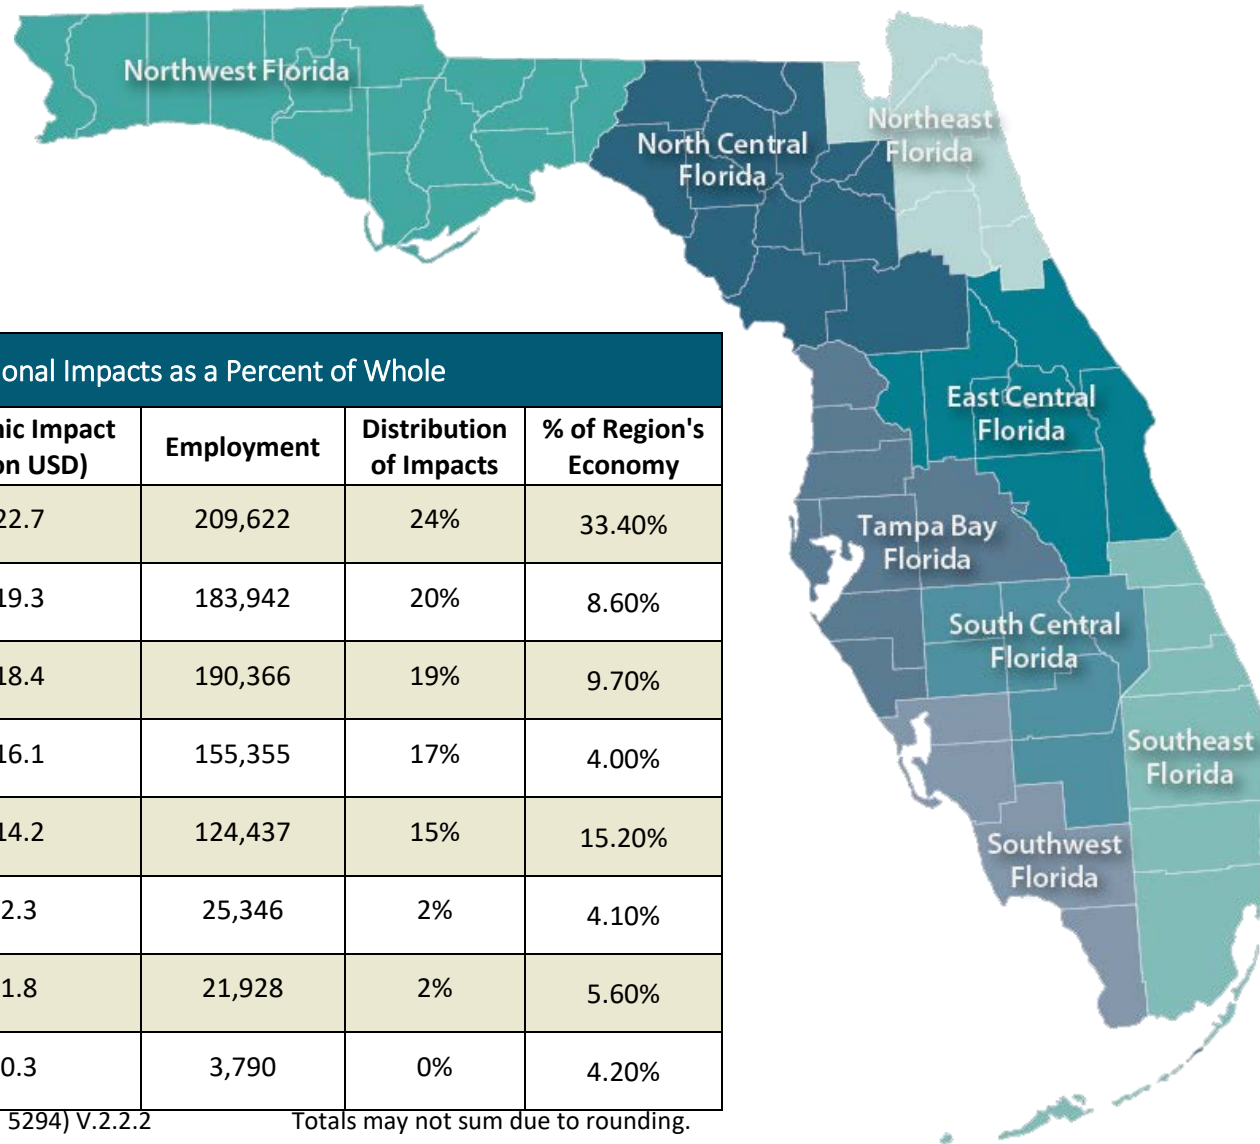 Northwest Florida
Northeast
Florida
North Central
Florida
East Central
Florida
Tampa Bay
Florida
South Central
Florida
Southeast
Florida
Southwest
Florida
onal Impacts as a Percent of Whole
ic Impact
on USD)
Employment
Distribution
of Impacts
% of Region's
Economy
22.7 209,622 24% 33.40%
19.3 183,942 20% 8.60%
18.4 190,366 19% 9.70%
16.1 155,355 17% 4.00%
14.2 124,437 15% 15.20%
2.3 25,346 2% 4.10%
1.8 21,928 2% 5.60%
0.3 3,790 0% 4.20%
5294) V.2.2.2 Totals may not sum due to rounding.